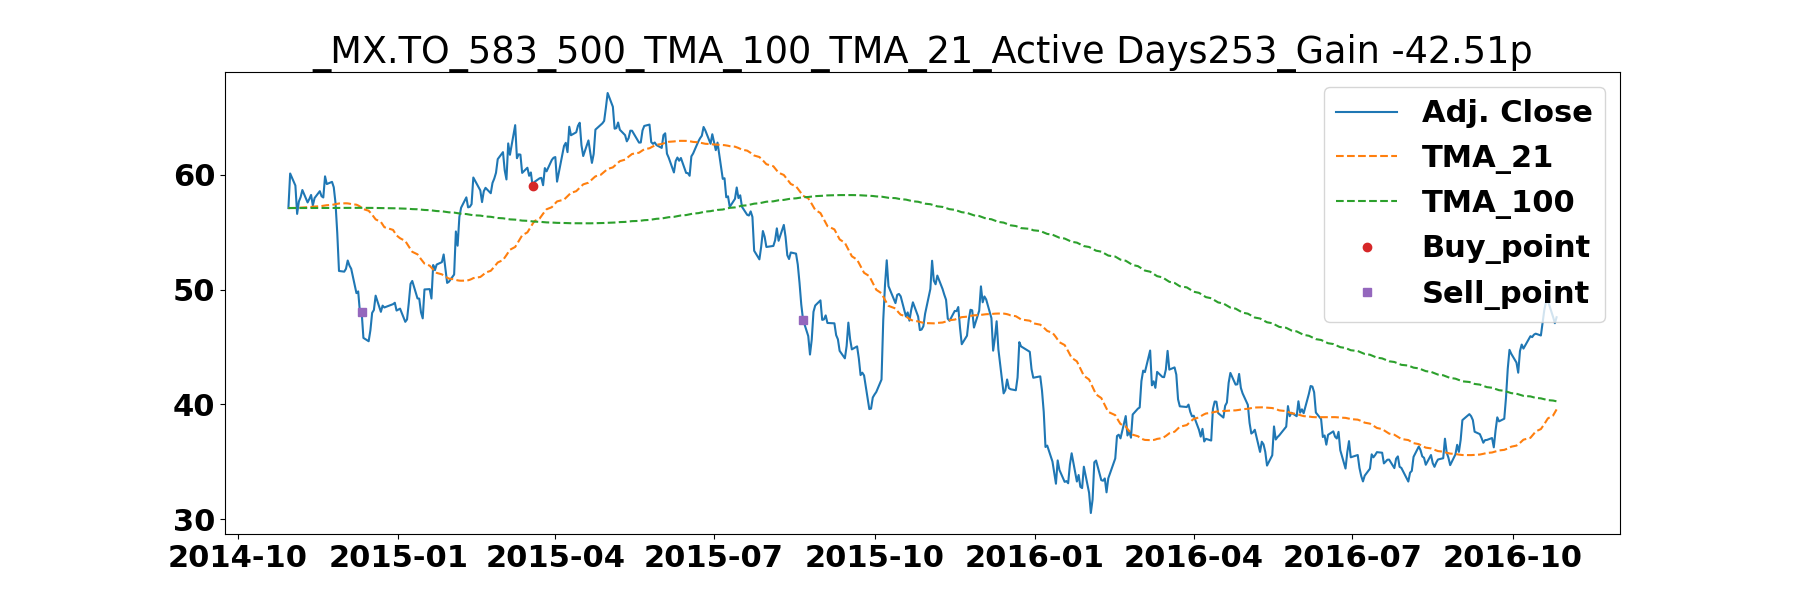 _MX.TO_583_500_TMA_100_TMA_21_Active Days253_Gain -42.51p
Adj. Close
TMA_21
TMA_100
Buy_point
Sell_point
60
50
40
30
2014-10 2015-01 2015-04 2015-07 2015-10 2016-01 2016-04 2016-07 2016-10